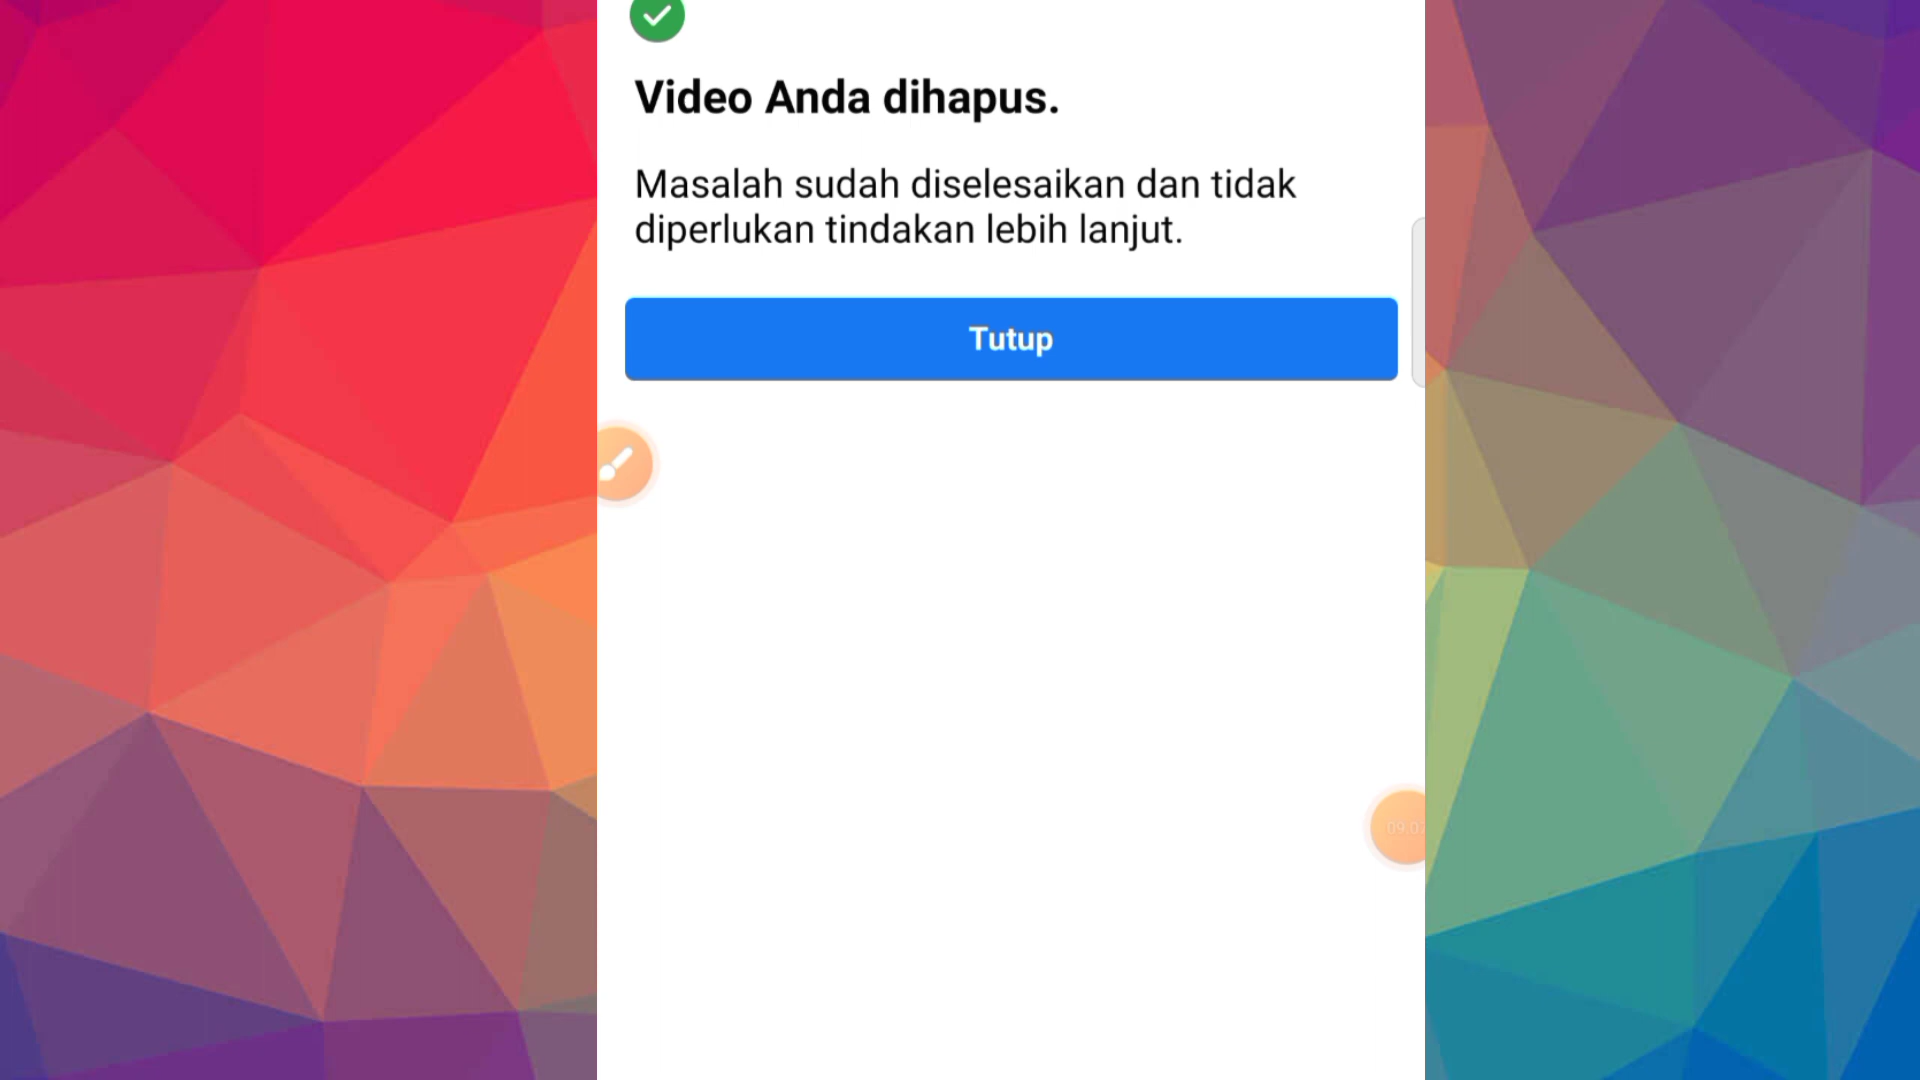 Video Anda dihapus.
Masalah sudah diselesaikan dan tidak
diperlukan tindakan lebih lanjut.
Tutup